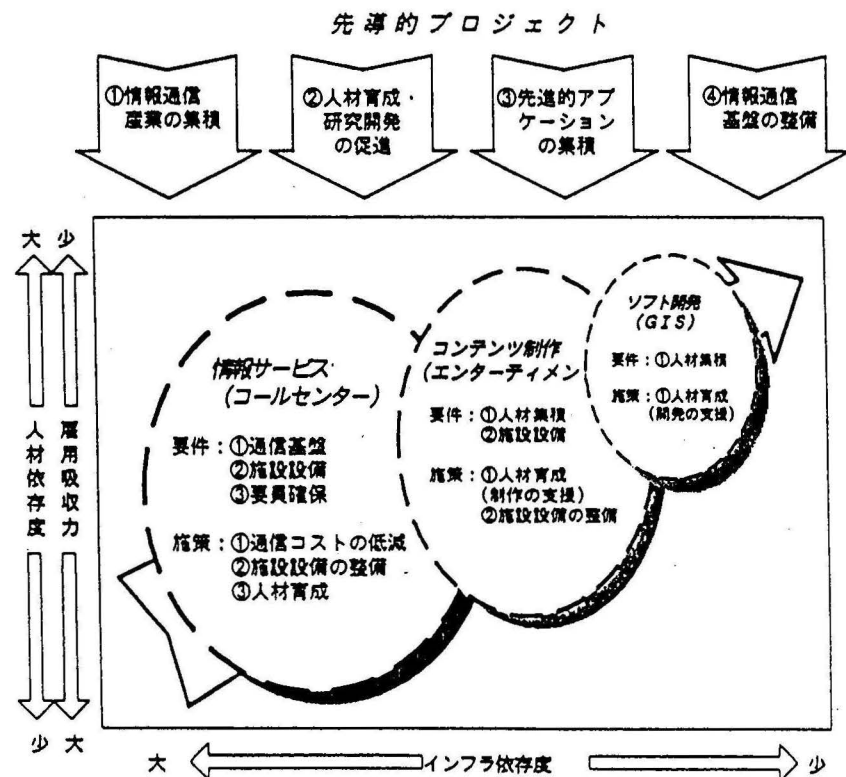 先導的プロジェクト
①情報通信
産業の集積
②人材育成・
研究開発
の促進
③先進的アプ
ケーション
の集積
④情報通信
基盤の整備
大 少
人材依存度
雇用吸収力
少 大
情報サービス
(コールセンター)
要件：①通信基盤
②施設設備
③要員確保
施策：①通信コストの低減
②施設設備の整備
③人材育成
コンテンツ制作
(エンターティメン
要件：①人材集積
②施設設備
施策：①人材育成
(制作の支援)
②施設設備の整備
ソフト開発
(GIS)
要件：①人材集積
施策：①人材育成
(開発の支援)
大 インフラ依存度 少